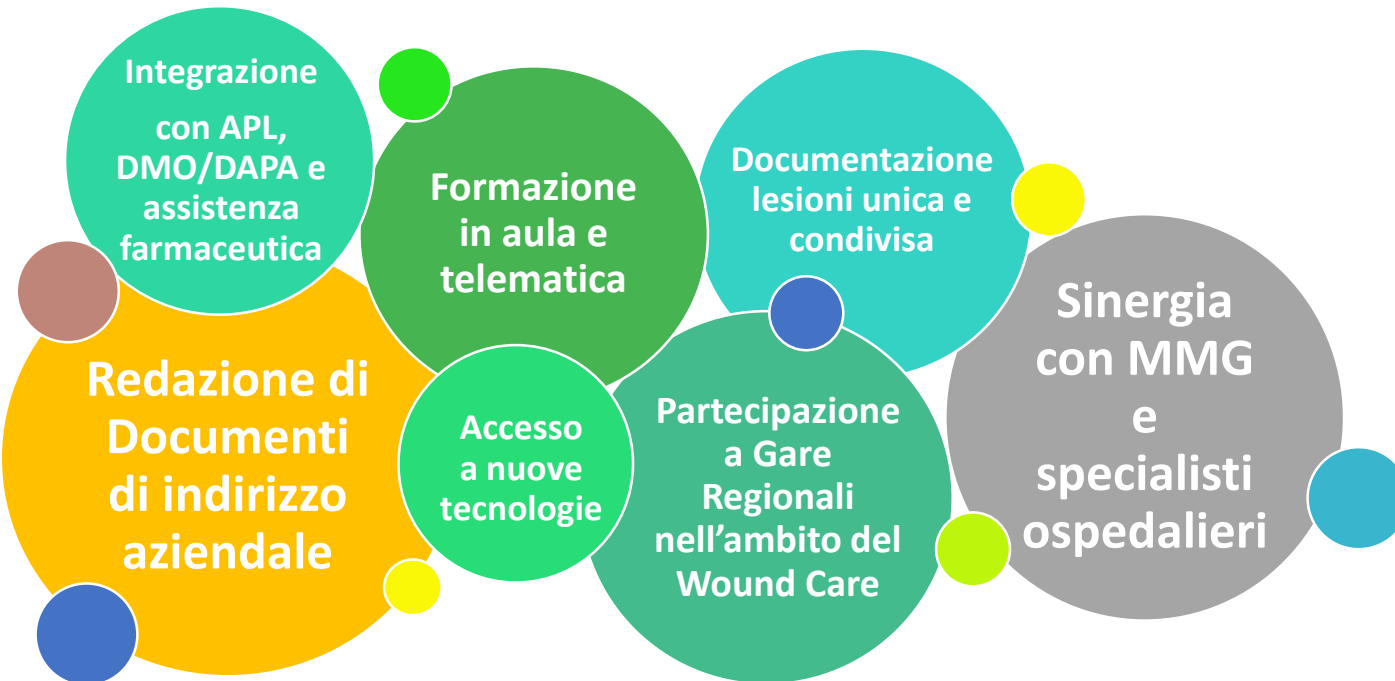 Integrazione
con APL,
DMO/DAPA e
assistenza
farmaceutica
Formazione
in aula e
telematica
Documentazione
lesioni unica e
condivisa
Sinergia
con MMG
e
specialisti
ospedalieri
Redazione di
Documenti
di indirizzo
aziendale
Accesso
a nuove
tecnologie
Partecipazione
a Gare
Regionali
nell’ambito del
Wound Care